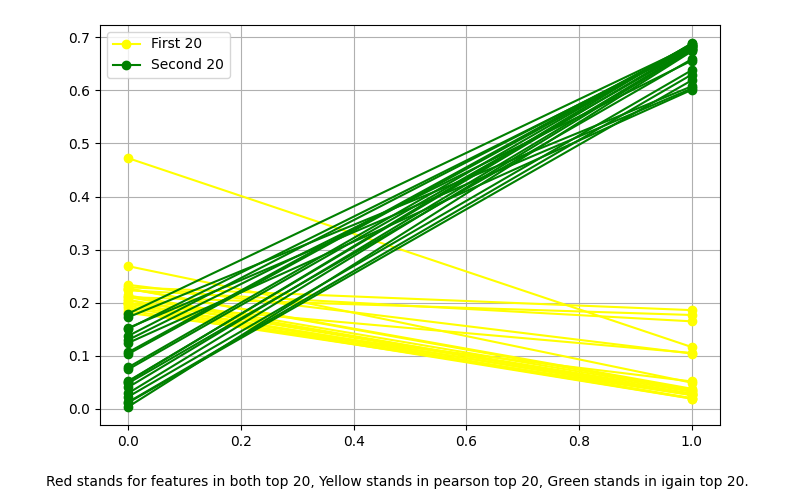 First 20
Second 20
0.7
0.6
0.5
0.4
0.3
0.2
0.1
0.0
0.0 0.2 0.4 0.6 0.8 1.0
Red stands for features in both top 20, Yellow stands in pearson top 20, Green stands in igain top 20.